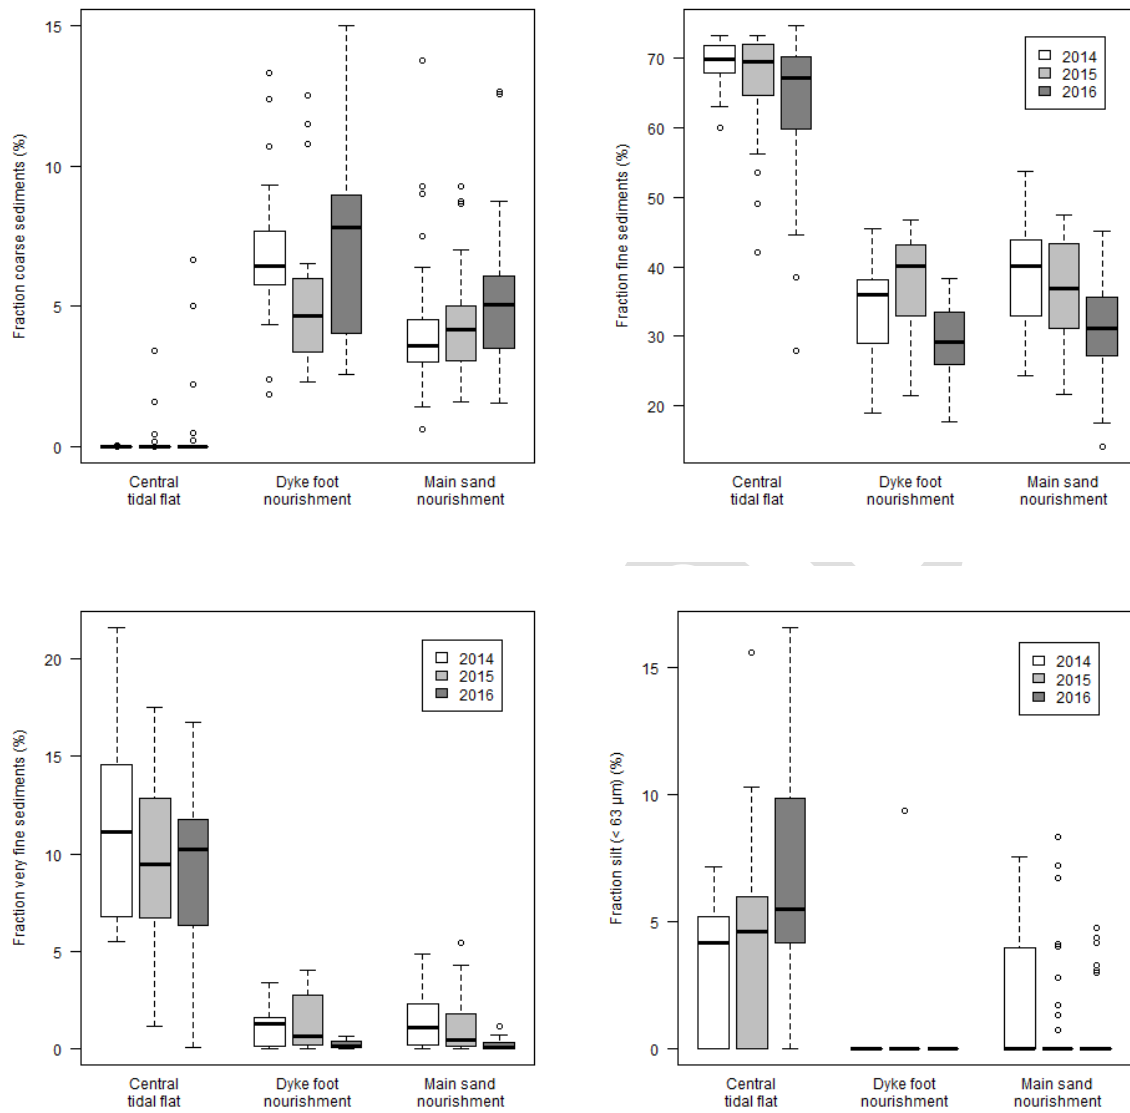 Fraction coarse sediments (%)
15
10
5
0
Central
tidal flat
Dyke foot
nourishment
Main sand
nourishment
Fraction fine sediments (%)
70
60
50
40
30
20
2014
2015
2016
Central
tidal flat
Dyke foot
nourishment
Main sand
nourishment
Fraction very fine sediments (%)
20
15
10
5
0
2014
2015
2016
Central
tidal flat
Dyke foot
nourishment
Main sand
nourishment
Fraction silt (< 63 µm) (%)
15
10
5
0
2014
2015
2016
Central
tidal flat
Dyke foot
nourishment
Main sand
nourishment